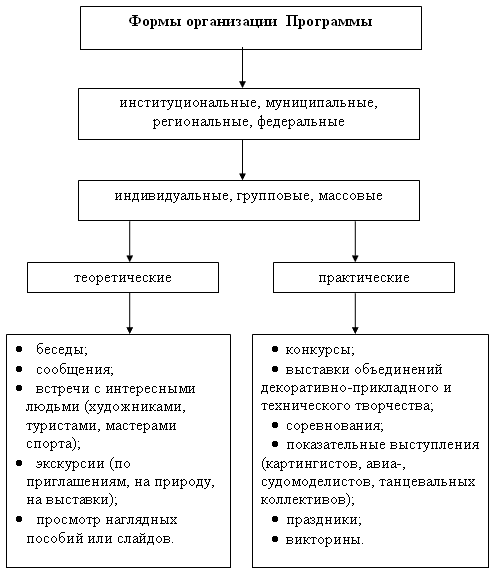 Формы организации Программы
институциональные, муниципальные,
региональные, федеральные
индивидуальные, групповые, массовые
теоретические
практические
• беседы;
• сообщения;
• встречи с интересными
людьми (художниками,
туристами, мастерами
спорта);
• экскурсии (по
приглашениям, на природу,
на выставки);
• просмотр наглядных
пособий или слайдов.
• конкурсы;
• выставки объединений
декоративно-прикладного и
технического творчества;
• соревнования;
• показательные выступления
(картингистов, авиа-,
судомоделистов, танцевальных
коллективов);
• праздники;
• викторины.